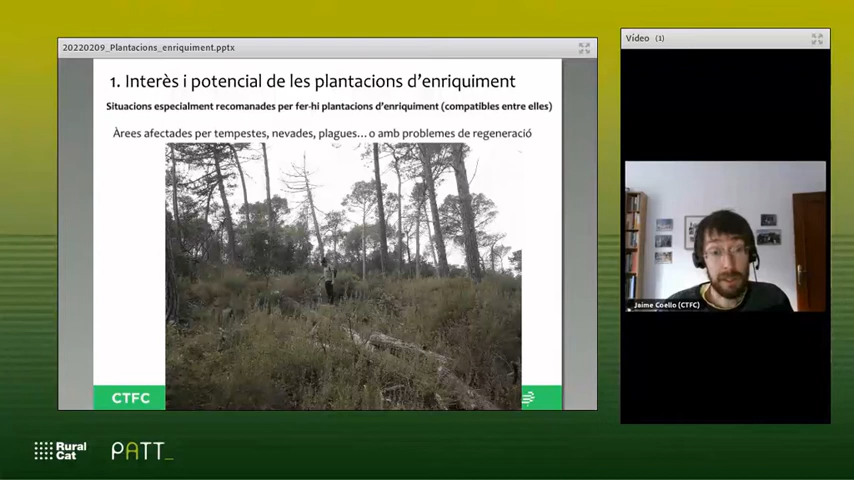 20220209_Plantacions_enriquiment.pptx
1. Interès i potencial de les plantacions d'enriquiment
Situacions especialment recomanades per fer-hi plantacions d'enriquiment (compatibles entre elles)
Àrees afectades per tempestes, nevades, plagues... o amb problemes de regeneració
CTFC
Vídeo (1)
Jaime Coello (CTFC)
Rural
Cat
PATT_